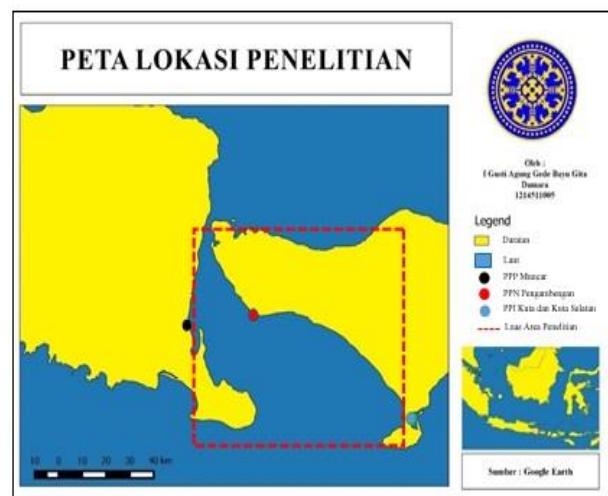 PETA LOKASI PENELITIAN
Oleh :
I Gusti Agung Gede Bayu Gita
Damara
1214511005
Legend
Daratan
Laut
PPP Muncar
PPN Pengambengan
PPI Kuta dan Kuta Selatan
Luas Area Penelitian
10 0 10 20 30 40 km
Sumber : Google Earth